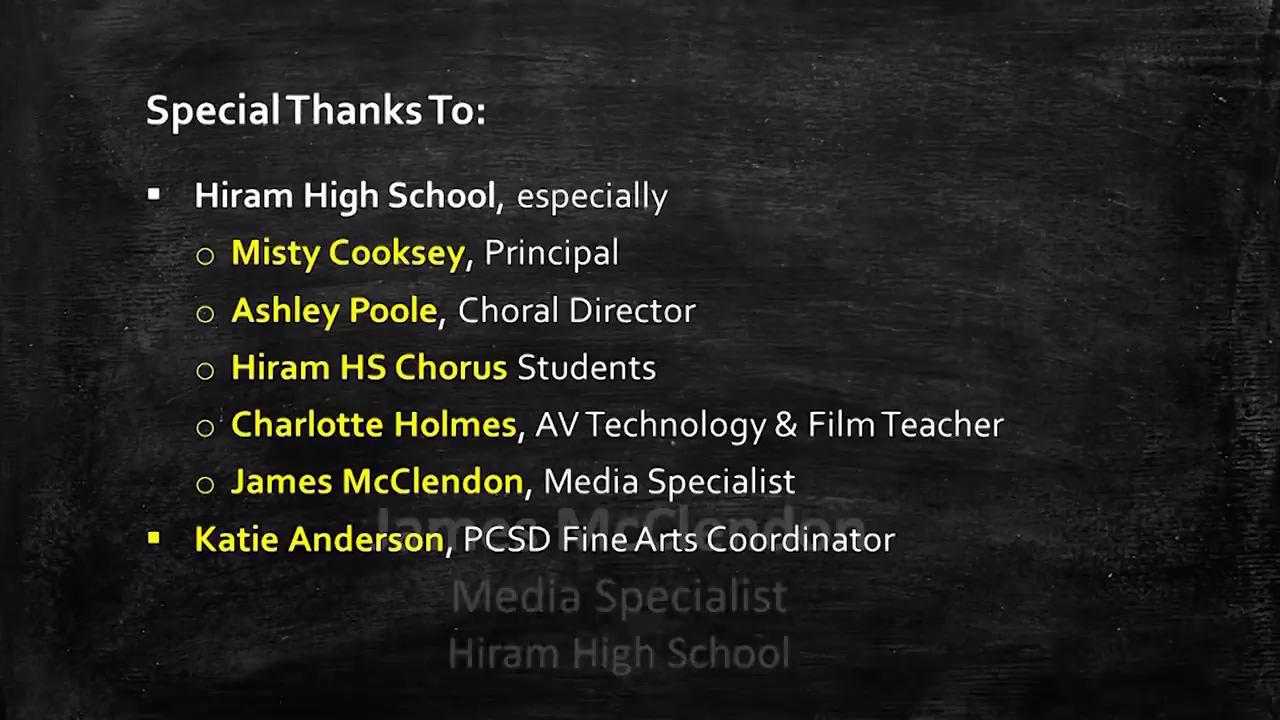 Special Thanks To:
▪ Hiram High School, especially
o Misty Cooksey, Principal
o Ashley Poole, Choral Director
o Hiram HS Chorus Students
o Charlotte Holmes, AV Technology & Film Teacher
o James McClendon, Media Specialist
▪ Katie Anderson, PCSD Fine Arts Coordinator
James McClendon
Media Specialist
Hiram High School